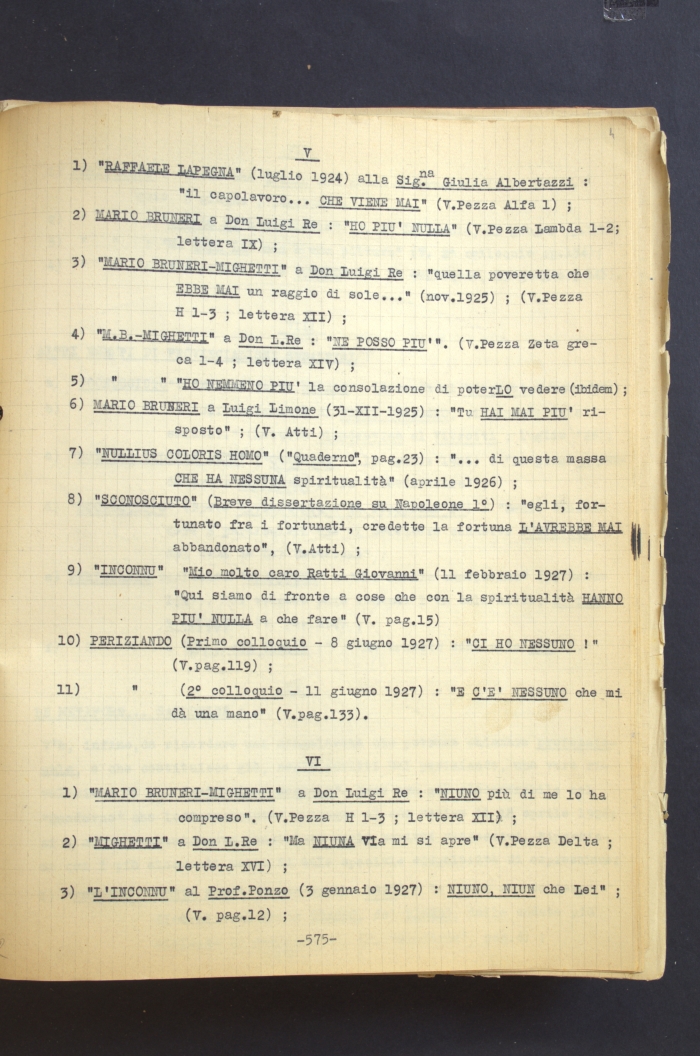 4
V
1) "RAFFAELE LAPEGNA" (luglio 1924) alla Sig.na Giulia Albertazzi :
"il capolavoro... CHE VIENE MAI" (V.Pezza Alfa 1) ;
2) MARIO BRUNERI a Don Luigi Re : "HO PIU' NULLA" (V.Pezza Lambda 1-2;
lettera IX) ;
3) "MARIO BRUNERI-MIGHETTI" a Don Luigi Re : "quella poveretta che
EBBE MAI un raggio di sole..." (nov.1925) ; (V.Pezza
H 1-3 ; lettera XII) ;
4) "M.B.-MIGHETTI" a Don L.Re : "NE POSSO PIU'". (V.Pezza Zeta gre-
ca 1-4 ; lettera XIV) ;
5) " " "HO NEMMENO PIU' la consolazione di poterLO vedere (ibidem) ;
6) MARIO BRUNERI a Luigi Limone (31-XII-1925) : "Tu HAI MAI PIU' ri-
sposto" ; (V. Atti) ;
7) "NULLIUS COLORIS HOMO" ("Quaderno", pag.23) : "... di questa massa
CHE HA NESSUNA spiritualità" (aprile 1926) ;
8) "SCONOSCIUTO" (Breve dissertazione su Napoleone 1°) : "egli, for-
tunato fra i fortunati, credette la fortuna L'AVREBBE MAI
abbandonato", (V.Atti) ;
9) "INCONNU" "Mio molto caro Ratti Giovanni" (11 febbraio 1927) :
"Qui siamo di fronte a cose che con la spiritualità HANNO
PIU' NULLA a che fare" (V. pag.15)
10) PERIZIANDO (Primo colloquio - 8 giugno 1927) : "CI HO NESSUNO !"
(V.pag.119) ;
11) " (2° colloquio - 11 giugno 1927) : "E C'E' NESSUNO che mi
dà una mano" (V.pag.133).
VI
1) "MARIO BRUNERI-MIGHETTI" a Don Luigi Re : "NIUNO più di me lo ha
compreso". (V.Pezza H 1-3 ; lettera XII) ;
2) "MIGHETTI" a Don L.Re : "Ma NIUNA VIa mi si apre" (V.Pezza Delta ;
lettera XVI) ;
3) "L'INCONNU" al Prof.Ponzo (3 gennaio 1927) : NIUNO, NIUN che Lei" ;
(V. pag.12) ;
-575-